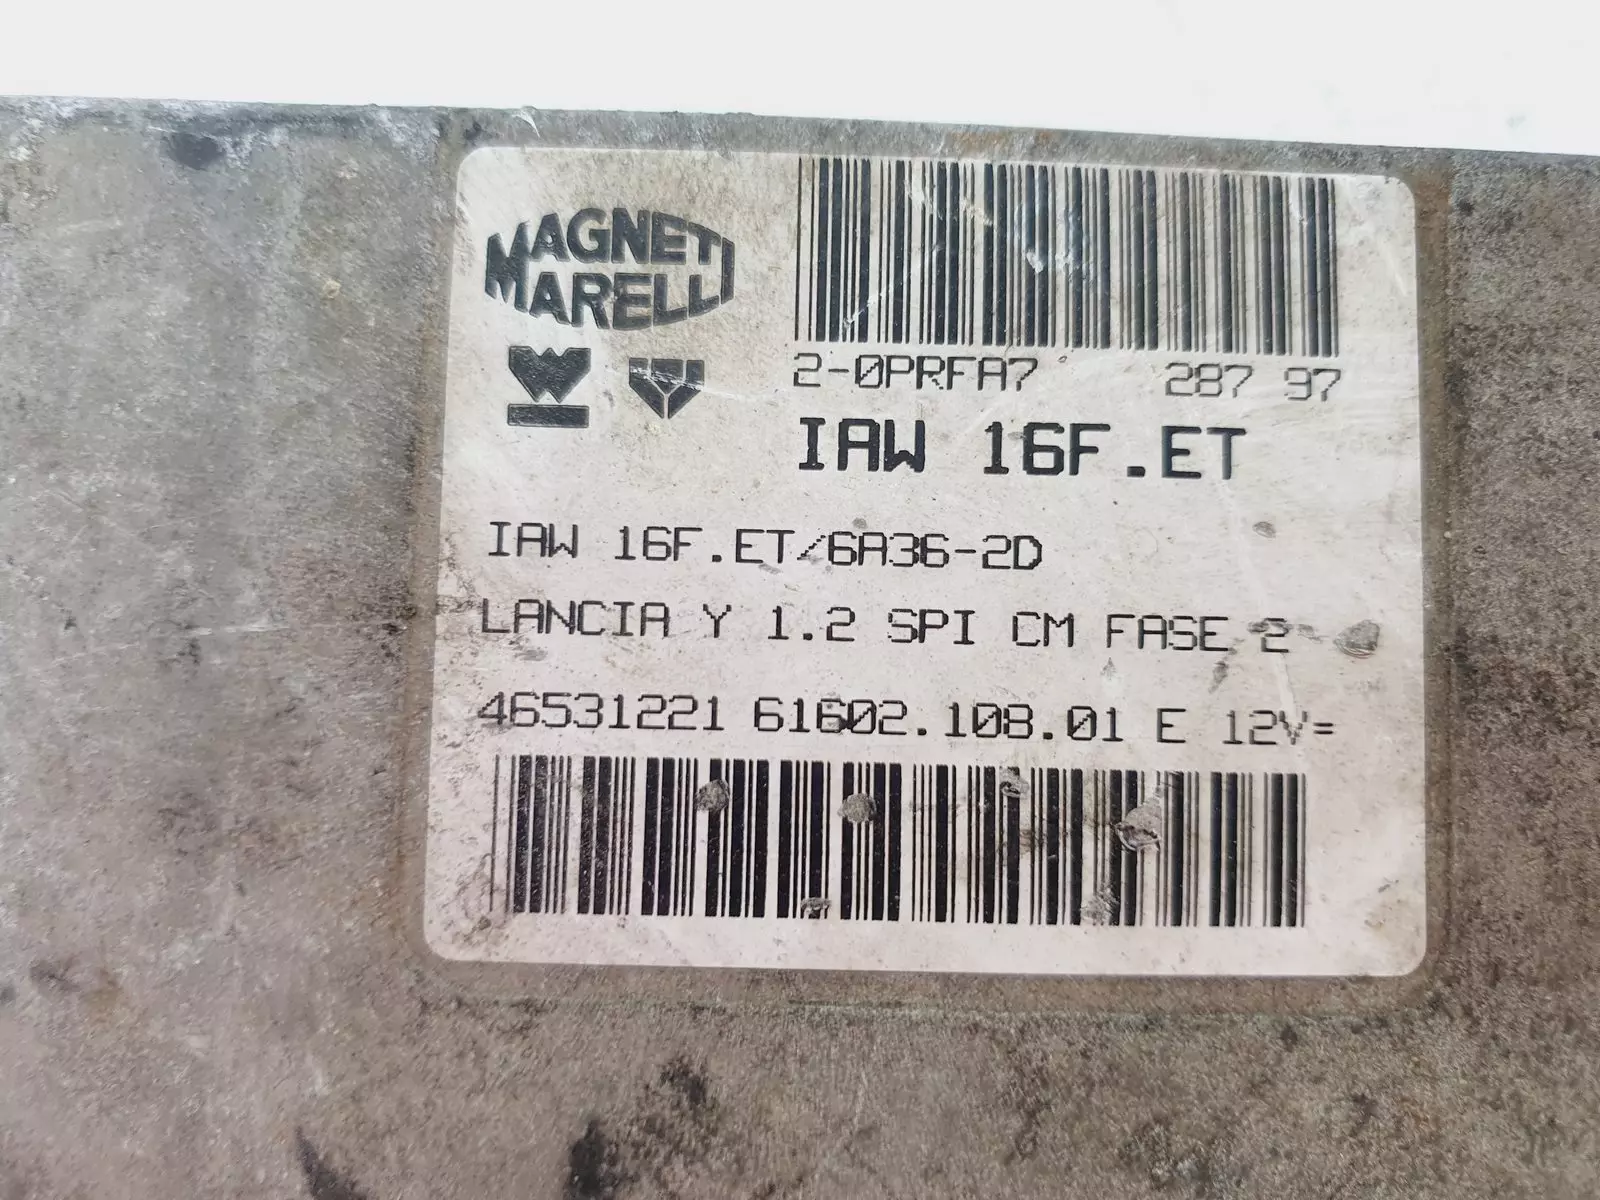 MAGNETI
MARELLI
2-0PRFA7 287 97
IAW 16F.ET
IAW 16F.ET/6A36-2D
LANCIA Y 1.2 SPI CM FASE 2
46531221 61602.108.01 E 12V=